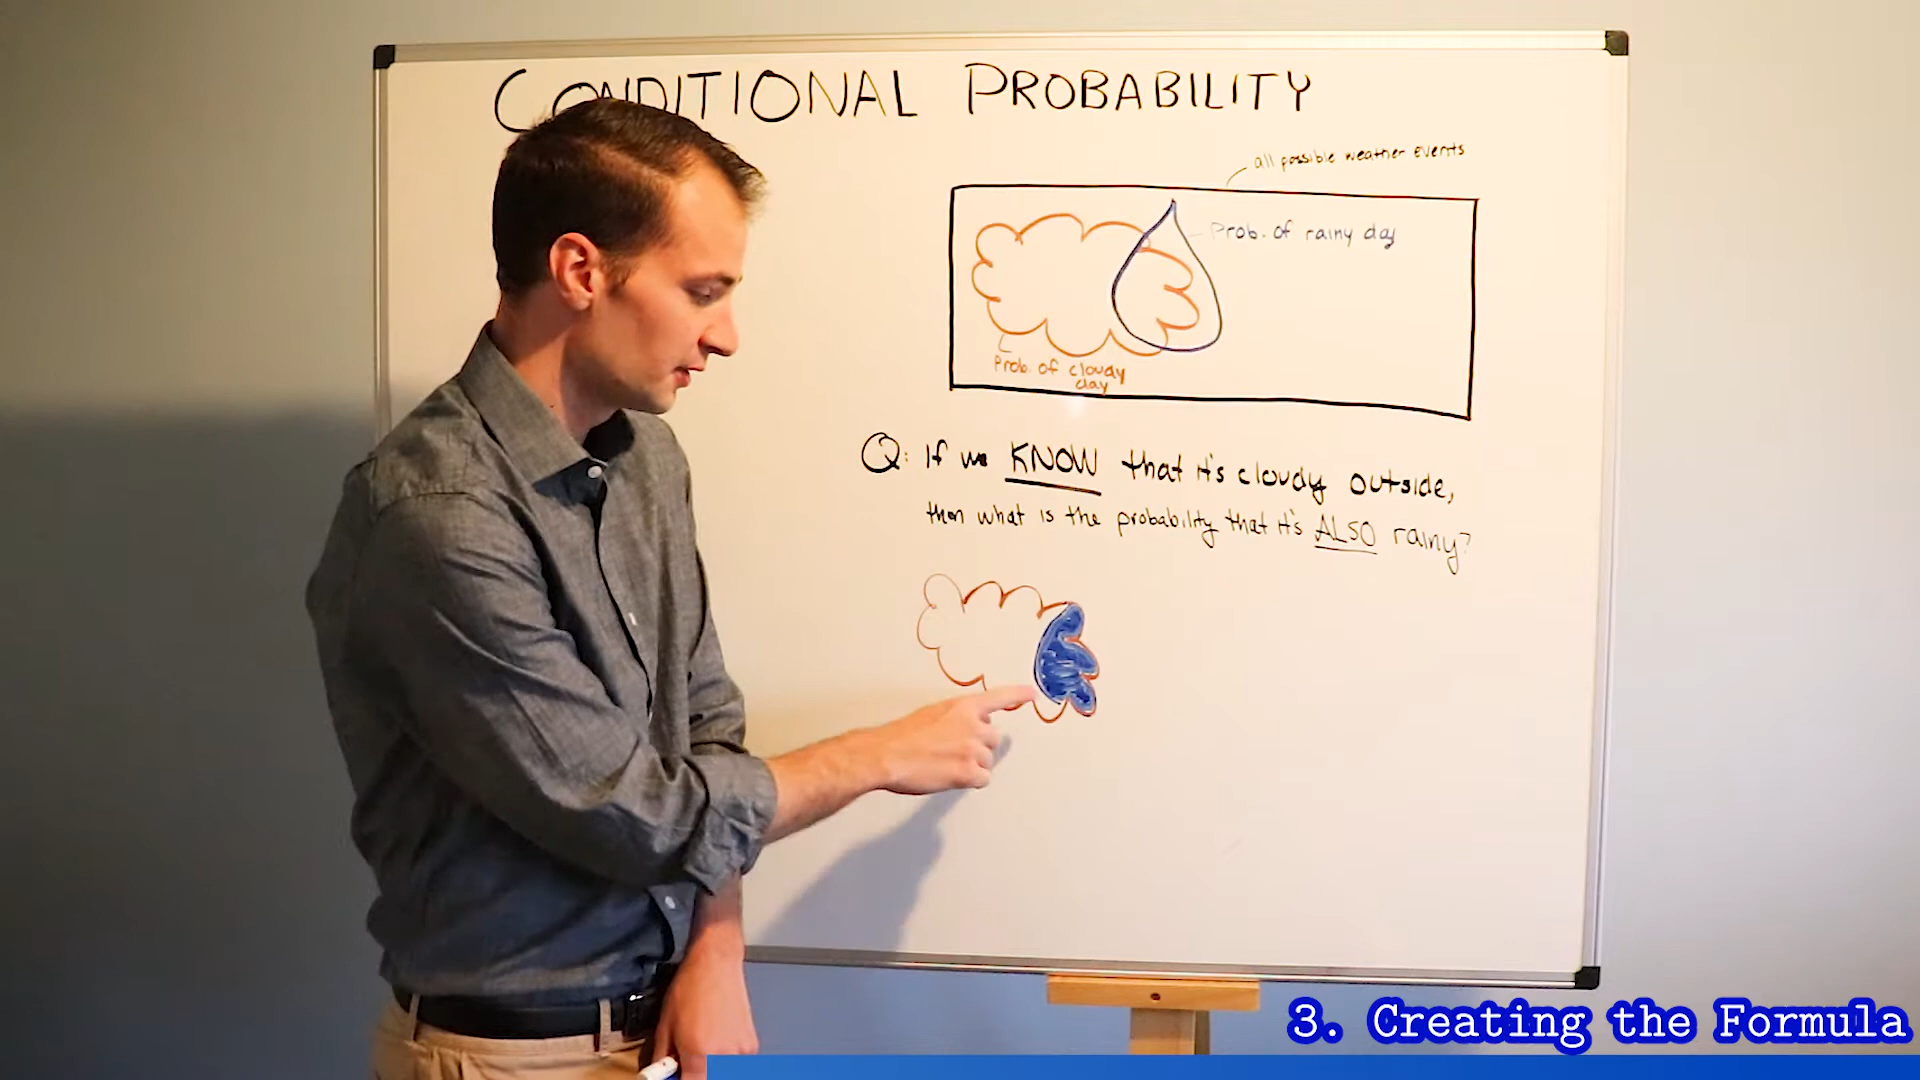 CONDITIONAL PROBABILITY
all possible weather events
Prob. of rainy day
Prob. of cloudy
day
Q: If we KNOW that it's cloudy outside,
then what is the probability that it's ALSO rainy?
3. Creating the Formula